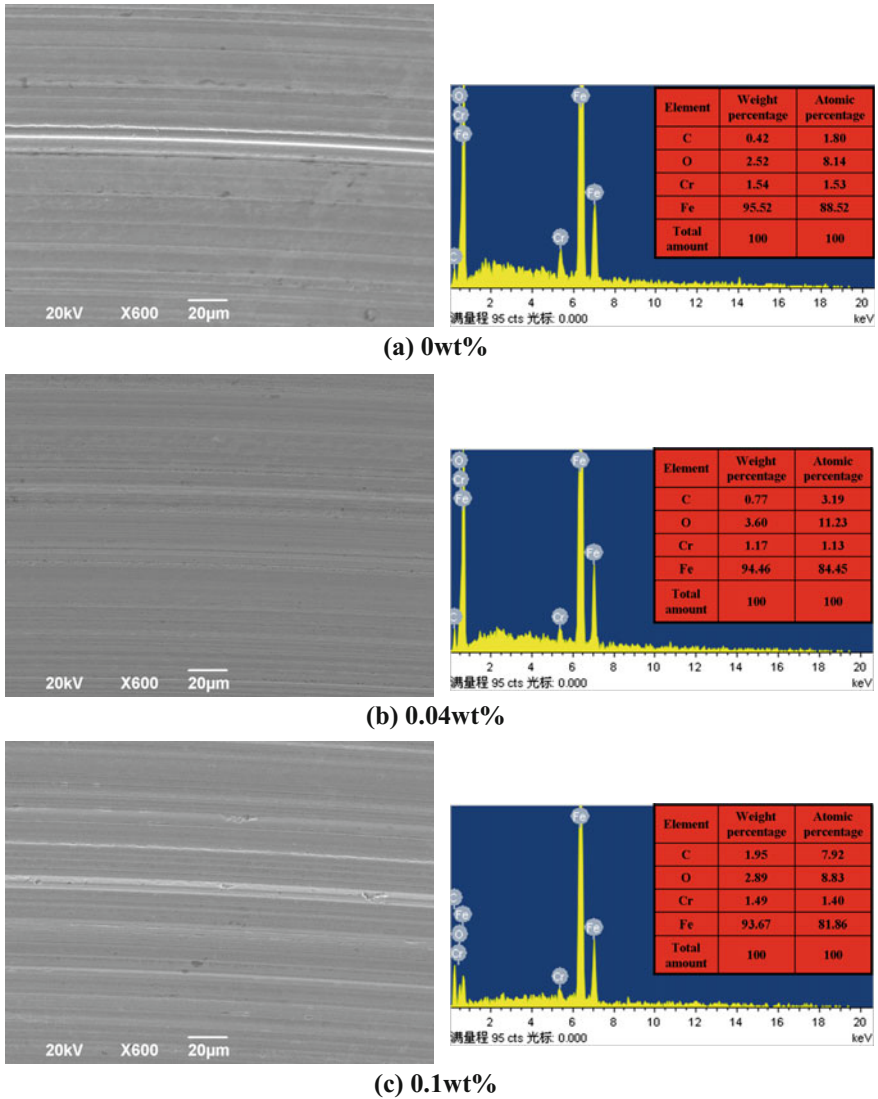 20kV X600 20μm
O
Cr
Fe
C
Cr
Fe
Fe
Element Weight percentage Atomic percentage
C 0.42 1.80
O 2.52 8.14
Cr 1.54 1.53
Fe 95.52 88.52
Total amount 100 100
2 4 6 8 10 12 14 16 18 20
满量程 95 cts 光标: 0.000 keV
(a) 0wt%
20kV X600 20μm
O
Cr
Fe
C
Cr
Fe
Fe
Element Weight percentage Atomic percentage
C 0.77 3.19
O 3.60 11.23
Cr 1.17 1.13
Fe 94.46 84.45
Total amount 100 100
2 4 6 8 10 12 14 16 18 20
满量程 95 cts 光标: 0.000 keV
(b) 0.04wt%
20kV X600 20μm
C
Fe
O
Cr
Cr
Fe
Fe
Element Weight percentage Atomic percentage
C 1.95 7.92
O 2.89 8.83
Cr 1.49 1.40
Fe 93.67 81.86
Total amount 100 100
2 4 6 8 10 12 14 16 18 20
满量程 95 cts 光标: 0.000 keV
(c) 0.1wt%